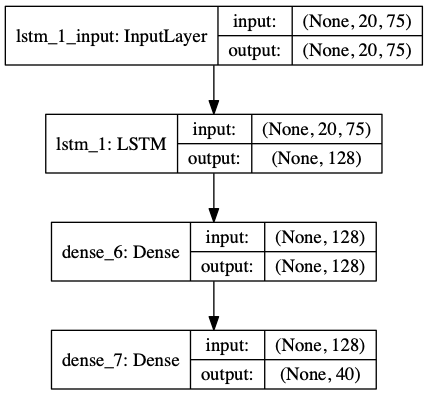 lstm_1_input: InputLayer
input: (None, 20, 75)
output: (None, 20, 75)
lstm_1: LSTM
input: (None, 20, 75)
output: (None, 128)
dense_6: Dense
input: (None, 128)
output: (None, 128)
dense_7: Dense
input: (None, 128)
output: (None, 40)